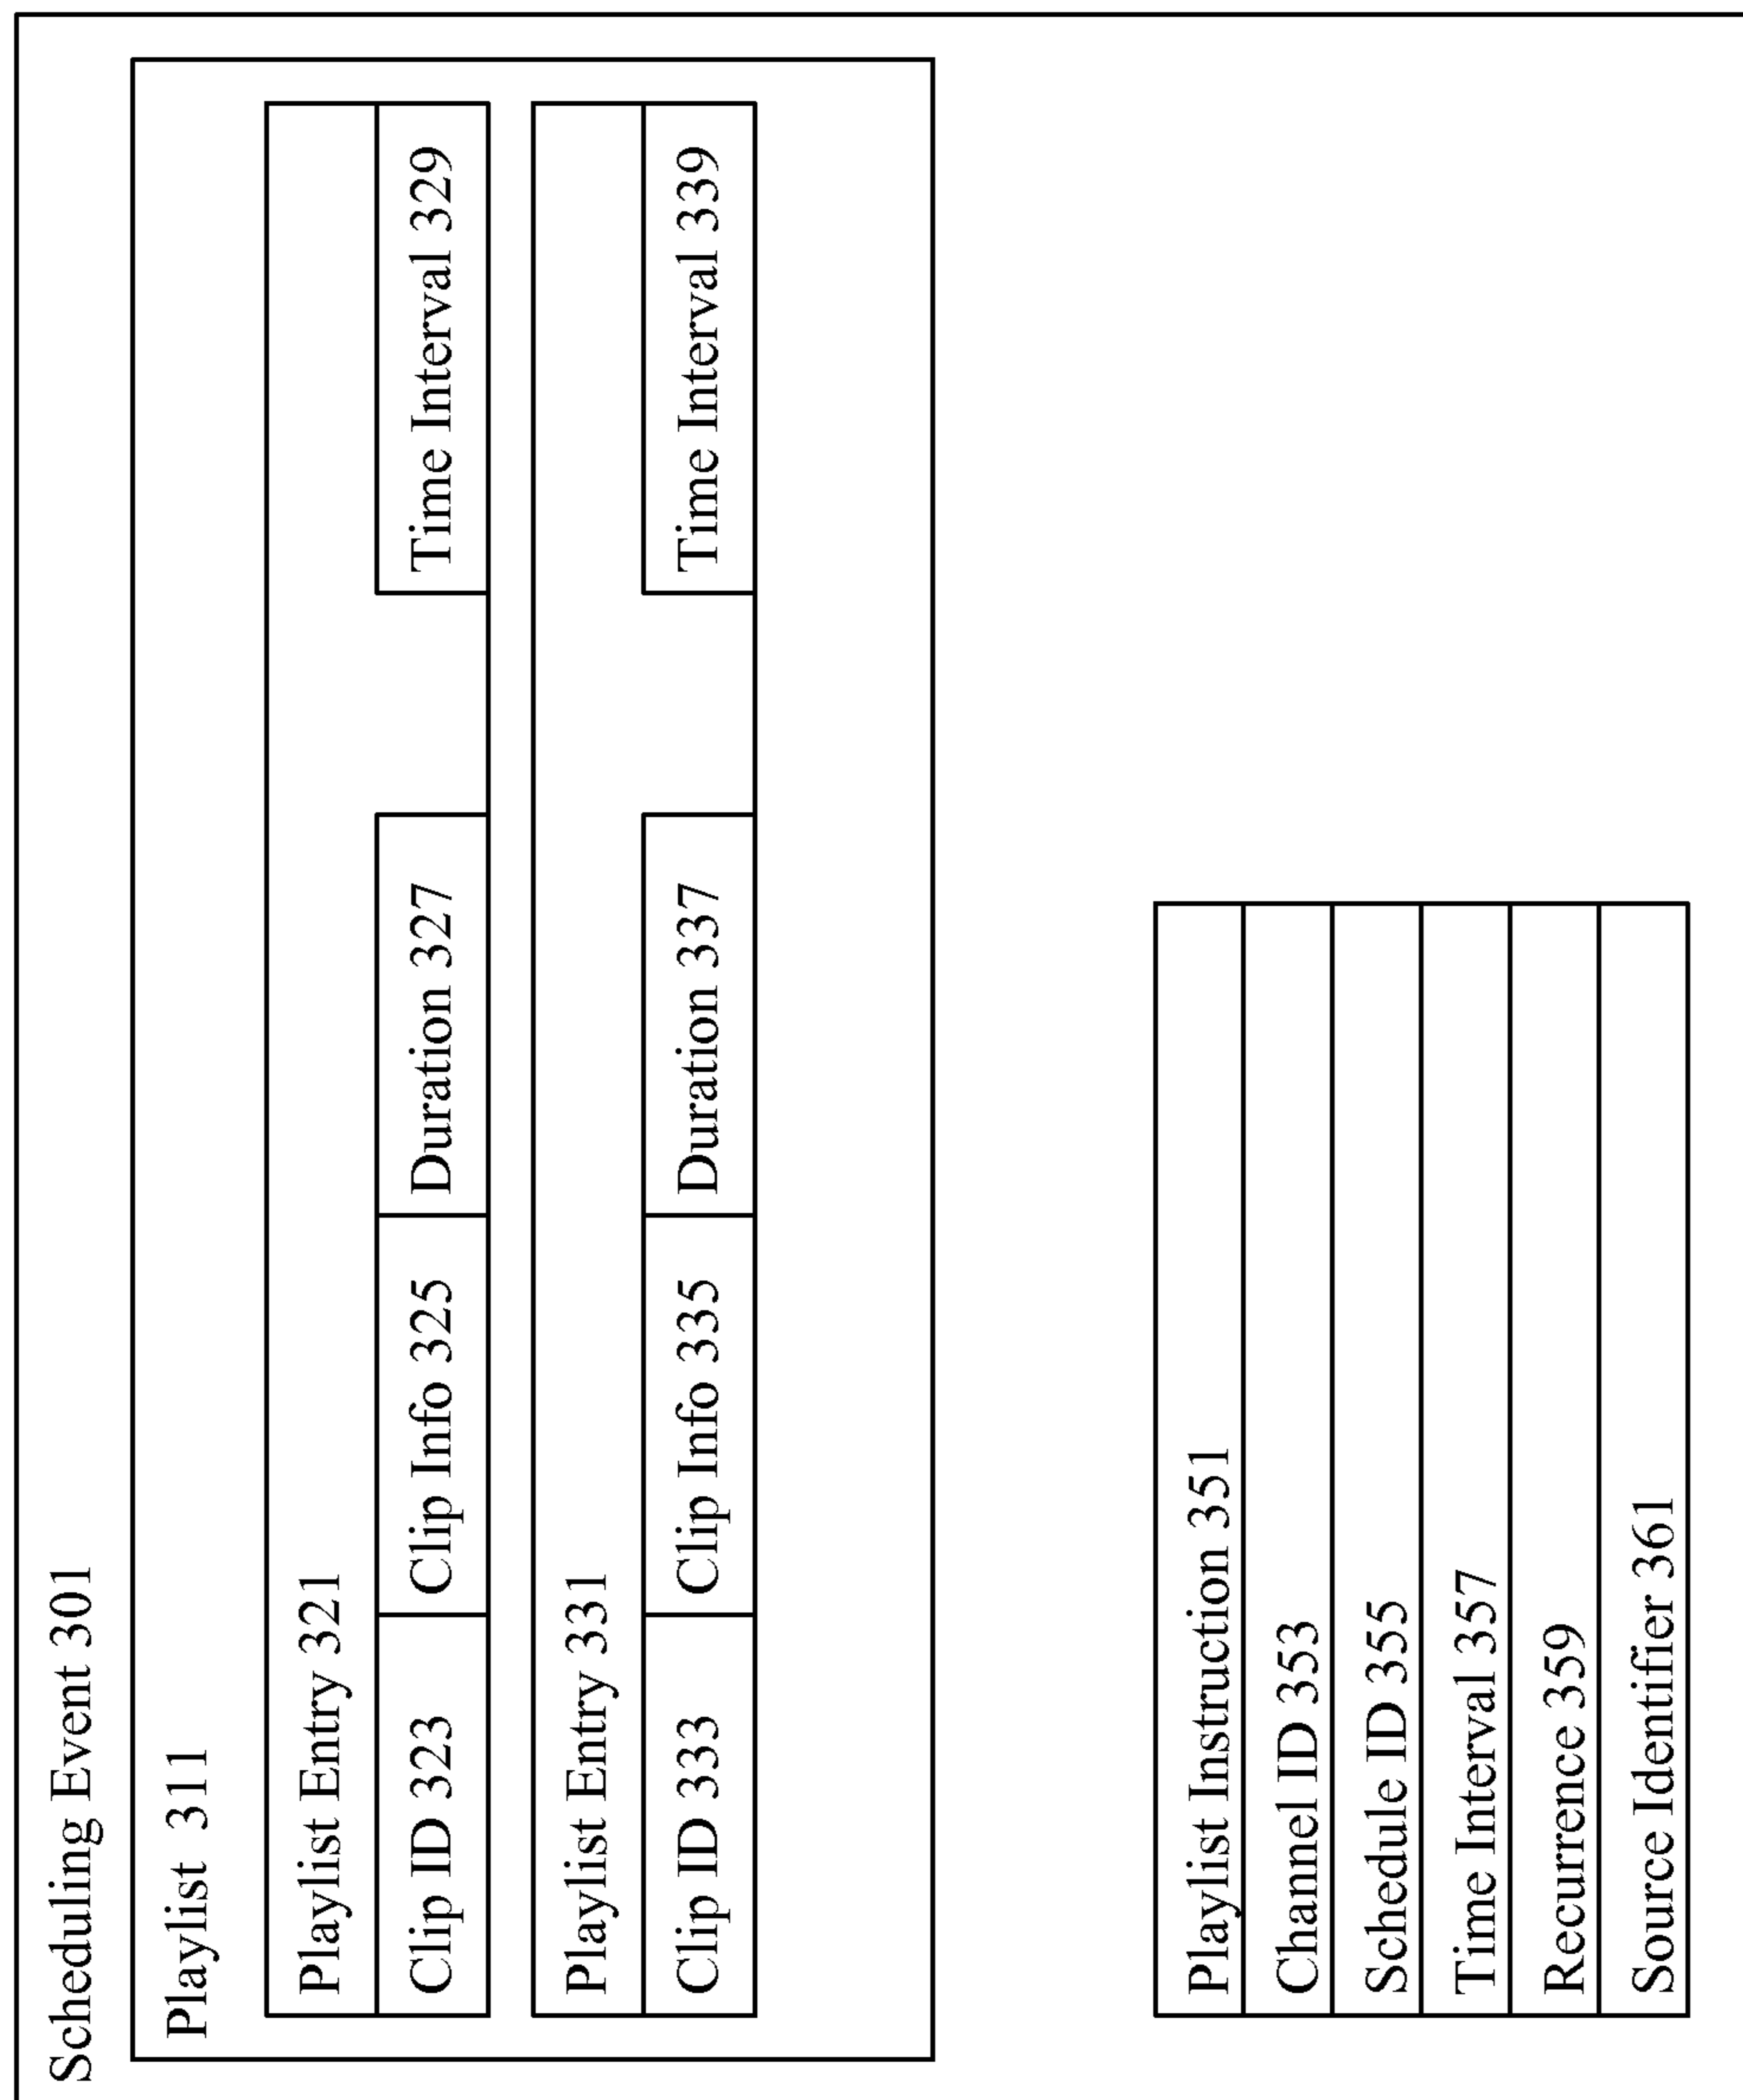 Scheduling Event 301
Playlist 311
Playlist Entry 321
Clip ID 323
Clip Info 325
Duration 327
Time Interval 329
Playlist Entry 331
Clip ID 333
Clip Info 335
Duration 337
Time Interval 339
Playlist Instruction 351
Channel ID 353
Schedule ID 355
Time Interval 357
Recurrence 359
Source Identifier 361